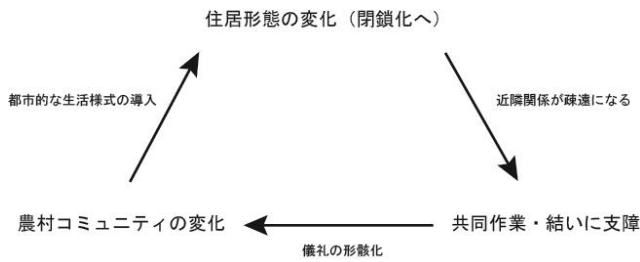 住居形態の変化（閉鎖化へ）
都市的な生活様式の導入
近隣関係が疎遠になる
農村コミュニティの変化
共同作業・結いに支障
儀礼の形骸化